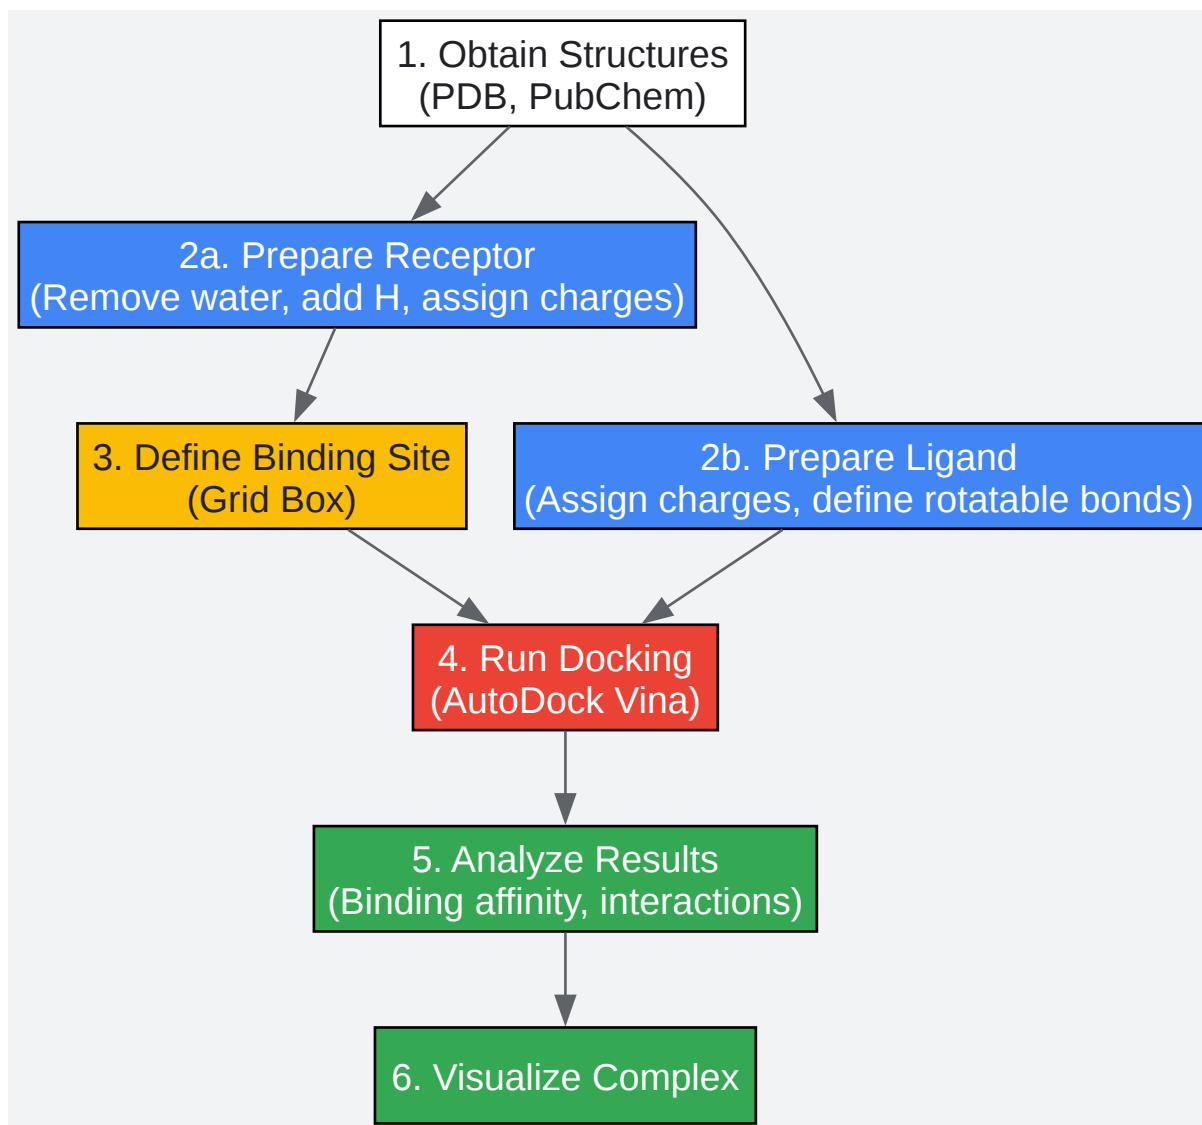 1. Obtain Structures
(PDB, PubChem)
2a. Prepare Receptor
(Remove water, add H, assign charges)
3. Define Binding Site
(Grid Box)
2b. Prepare Ligand
(Assign charges, define rotatable bonds)
4. Run Docking
(AutoDock Vina)
5. Analyze Results
(Binding affinity, interactions)
6. Visualize Complex